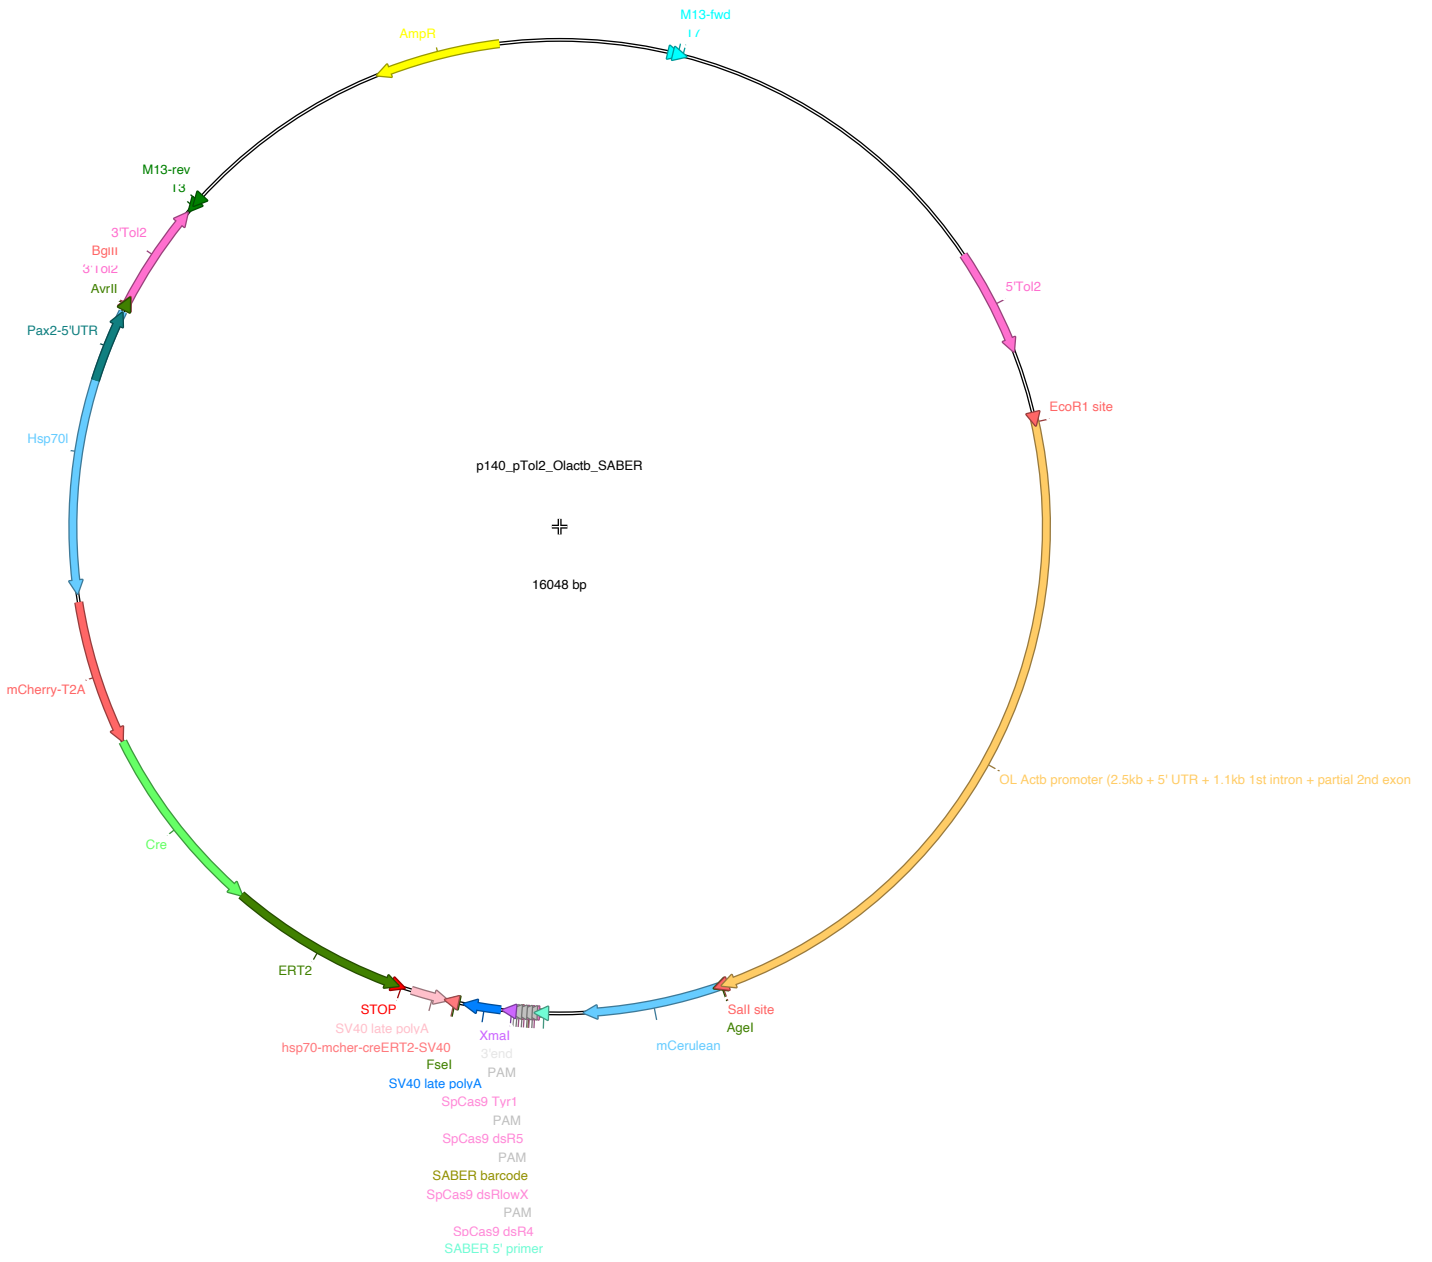 M13-fwd
T7
AmpR
M13-rev
T3
3'Tol2
BglII
3'Tol2
AvrII
5'Tol2
Pax2-5'UTR
EcoR1 site
Hsp70l
p140_pTol2_Olactb_SABER
16048 bp
mCherry-T2A
OL Actb promoter (2.5kb + 5' UTR + 1.1kb 1st intron + partial 2nd exon
Cre
ERT2
STOP
SalI site
SV40 late polyA
AgeI
XmaI
hsp70-mcher-creERT2-SV40
mCerulean
3'end
FseI
PAM
SV40 late polyA
SpCas9 Tyr1
PAM
SpCas9 dsR5
PAM
SABER barcode
SpCas9 dsRlowX
PAM
SpCas9 dsR4
SABER 5' primer